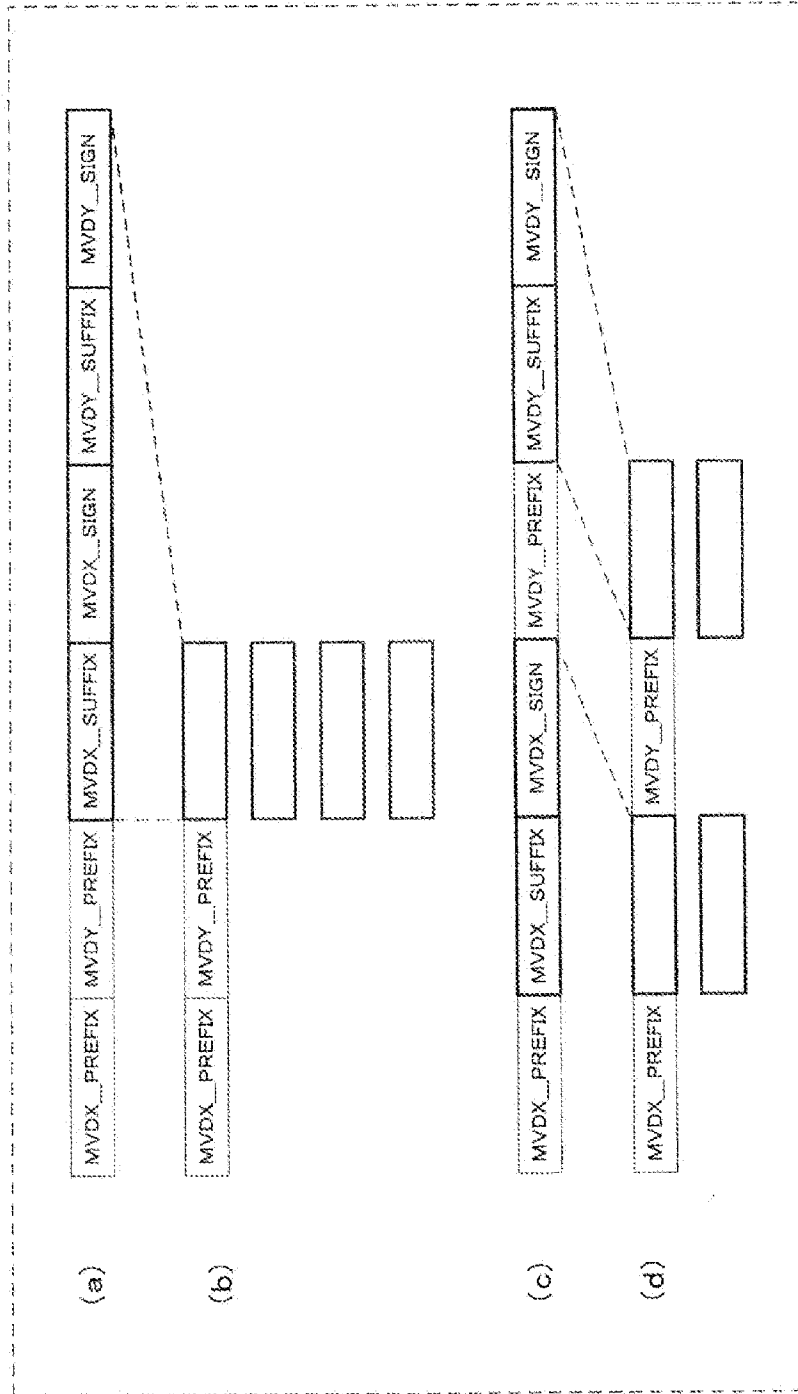 (a) MVDX_PREFIX MVDY_PREFIX MVDX_SUFFIX MVDX_SIGN MVDY_SUFFIX MVDY_SIGN
(b) MVDX_PREFIX MVDY_PREFIX
(c) MVDX_PREFIX MVDX_SUFFIX MVDX_SIGN MVDY_PREFIX MVDY_SUFFIX MVDY_SIGN
(d) MVDX_PREFIX MVDY_PREFIX